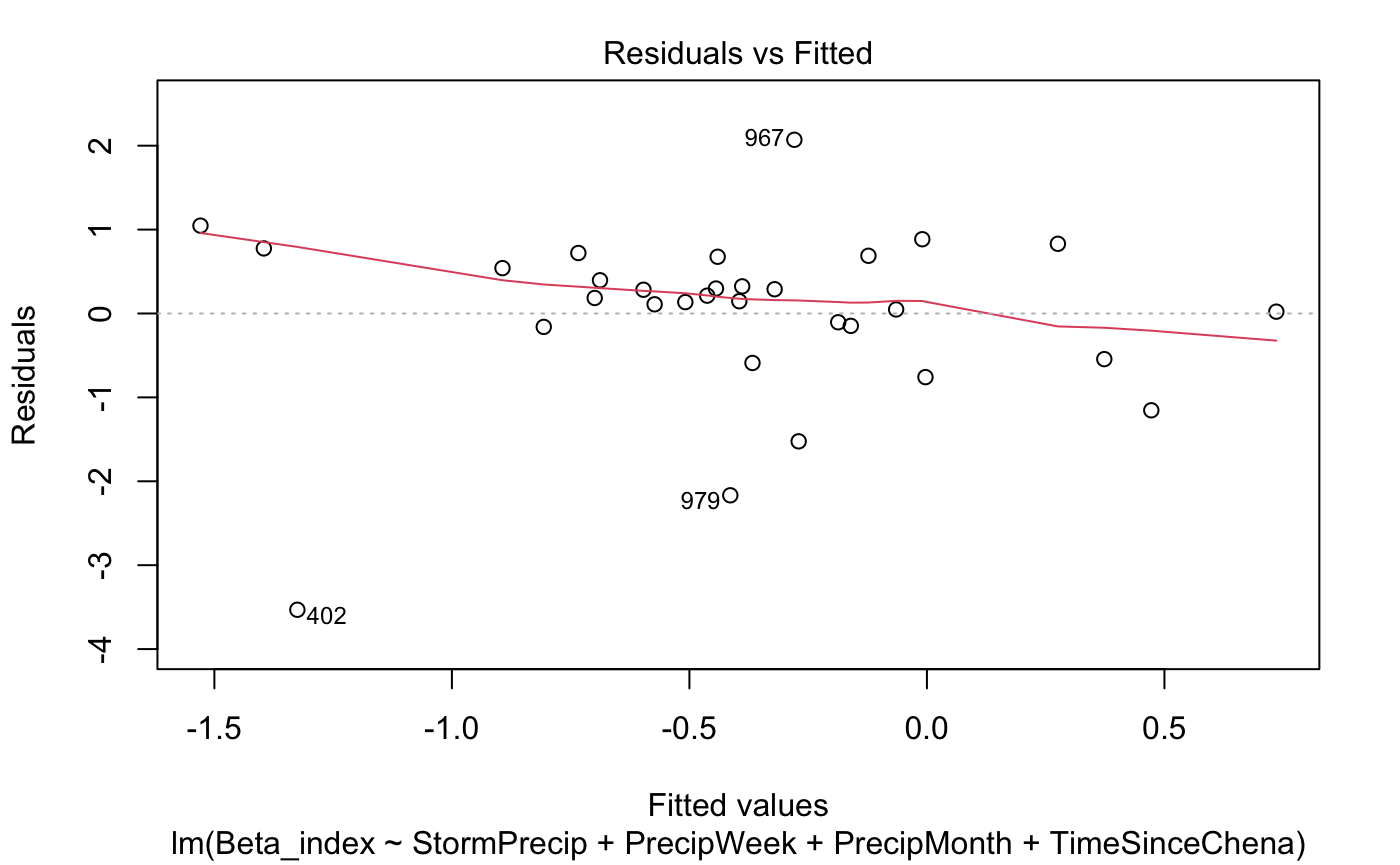 Residuals vs Fitted
2
1
0
-1
-2
-3
-4
Residuals
967
979
402
-1.5 -1.0 -0.5 0.0 0.5
Fitted values
lm(Beta_index ~ StormPrecip + PrecipWeek + PrecipMonth + TimeSinceChena)